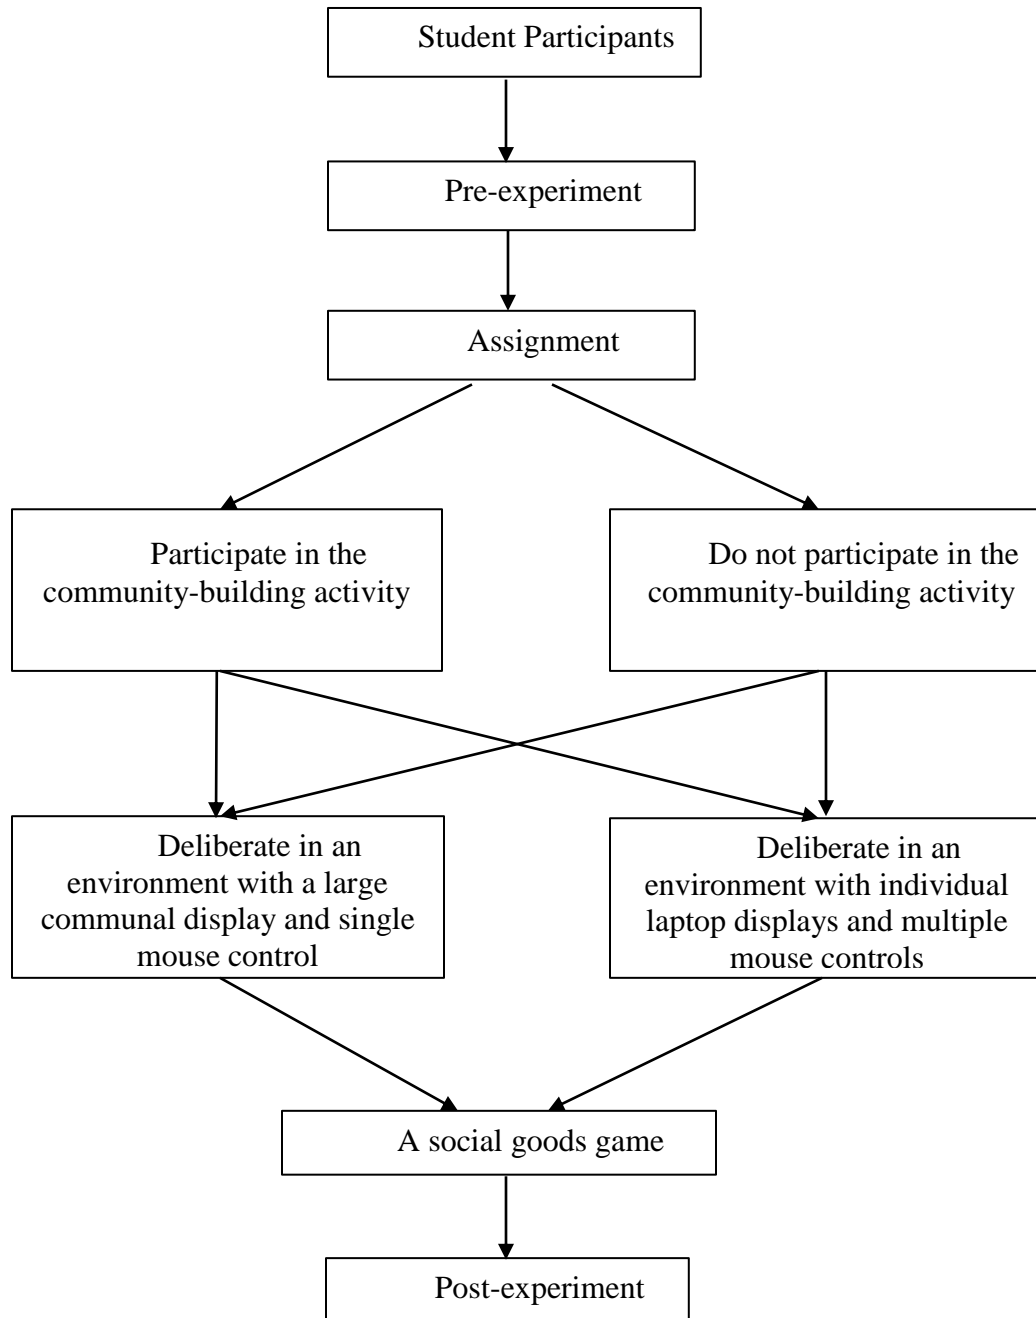 Student Participants
Pre-experiment
Assignment
Participate in the
community-building activity
Do not participate in the
community-building activity
Deliberate in an
environment with a large
communal display and single
mouse control
Deliberate in an
environment with individual
laptop displays and multiple
mouse controls
A social goods game
Post-experiment